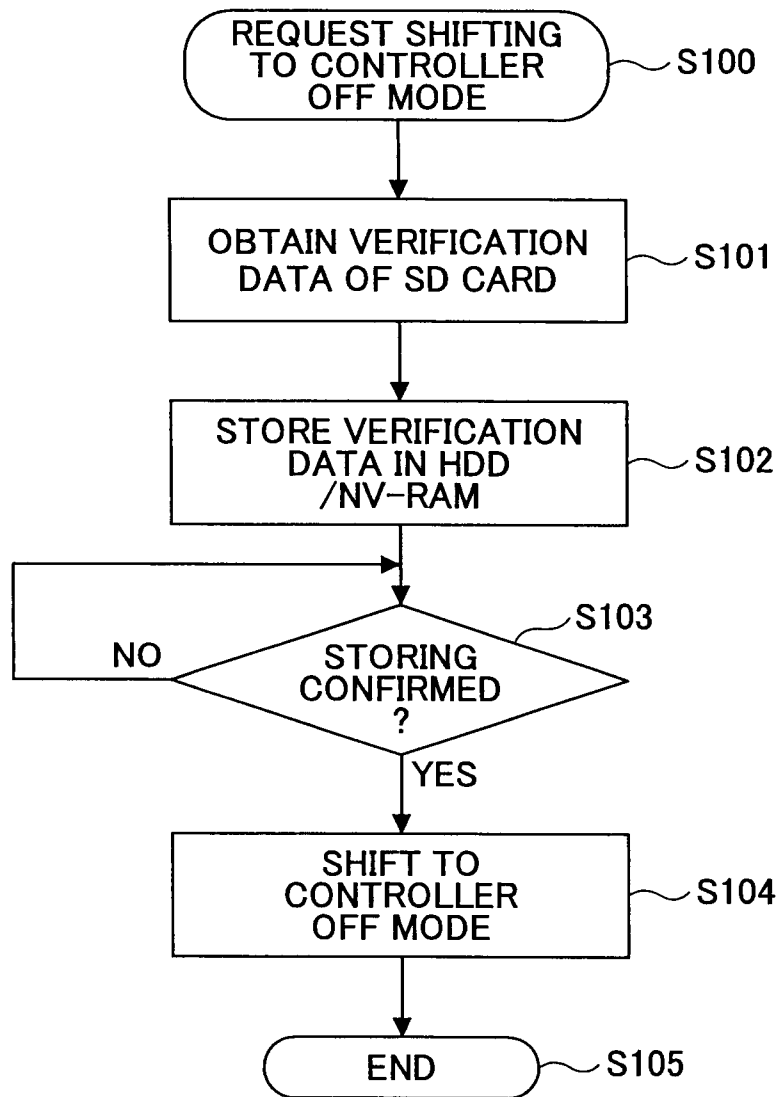 REQUEST SHIFTING
TO CONTROLLER
OFF MODE
S100
OBTAIN VERIFICATION
DATA OF SD CARD
S101
STORE VERIFICATION
DATA IN HDD
/NV-RAM
S102
S103
NO
STORING
CONFIRMED
?
YES
SHIFT TO
CONTROLLER
OFF MODE
S104
END
S105